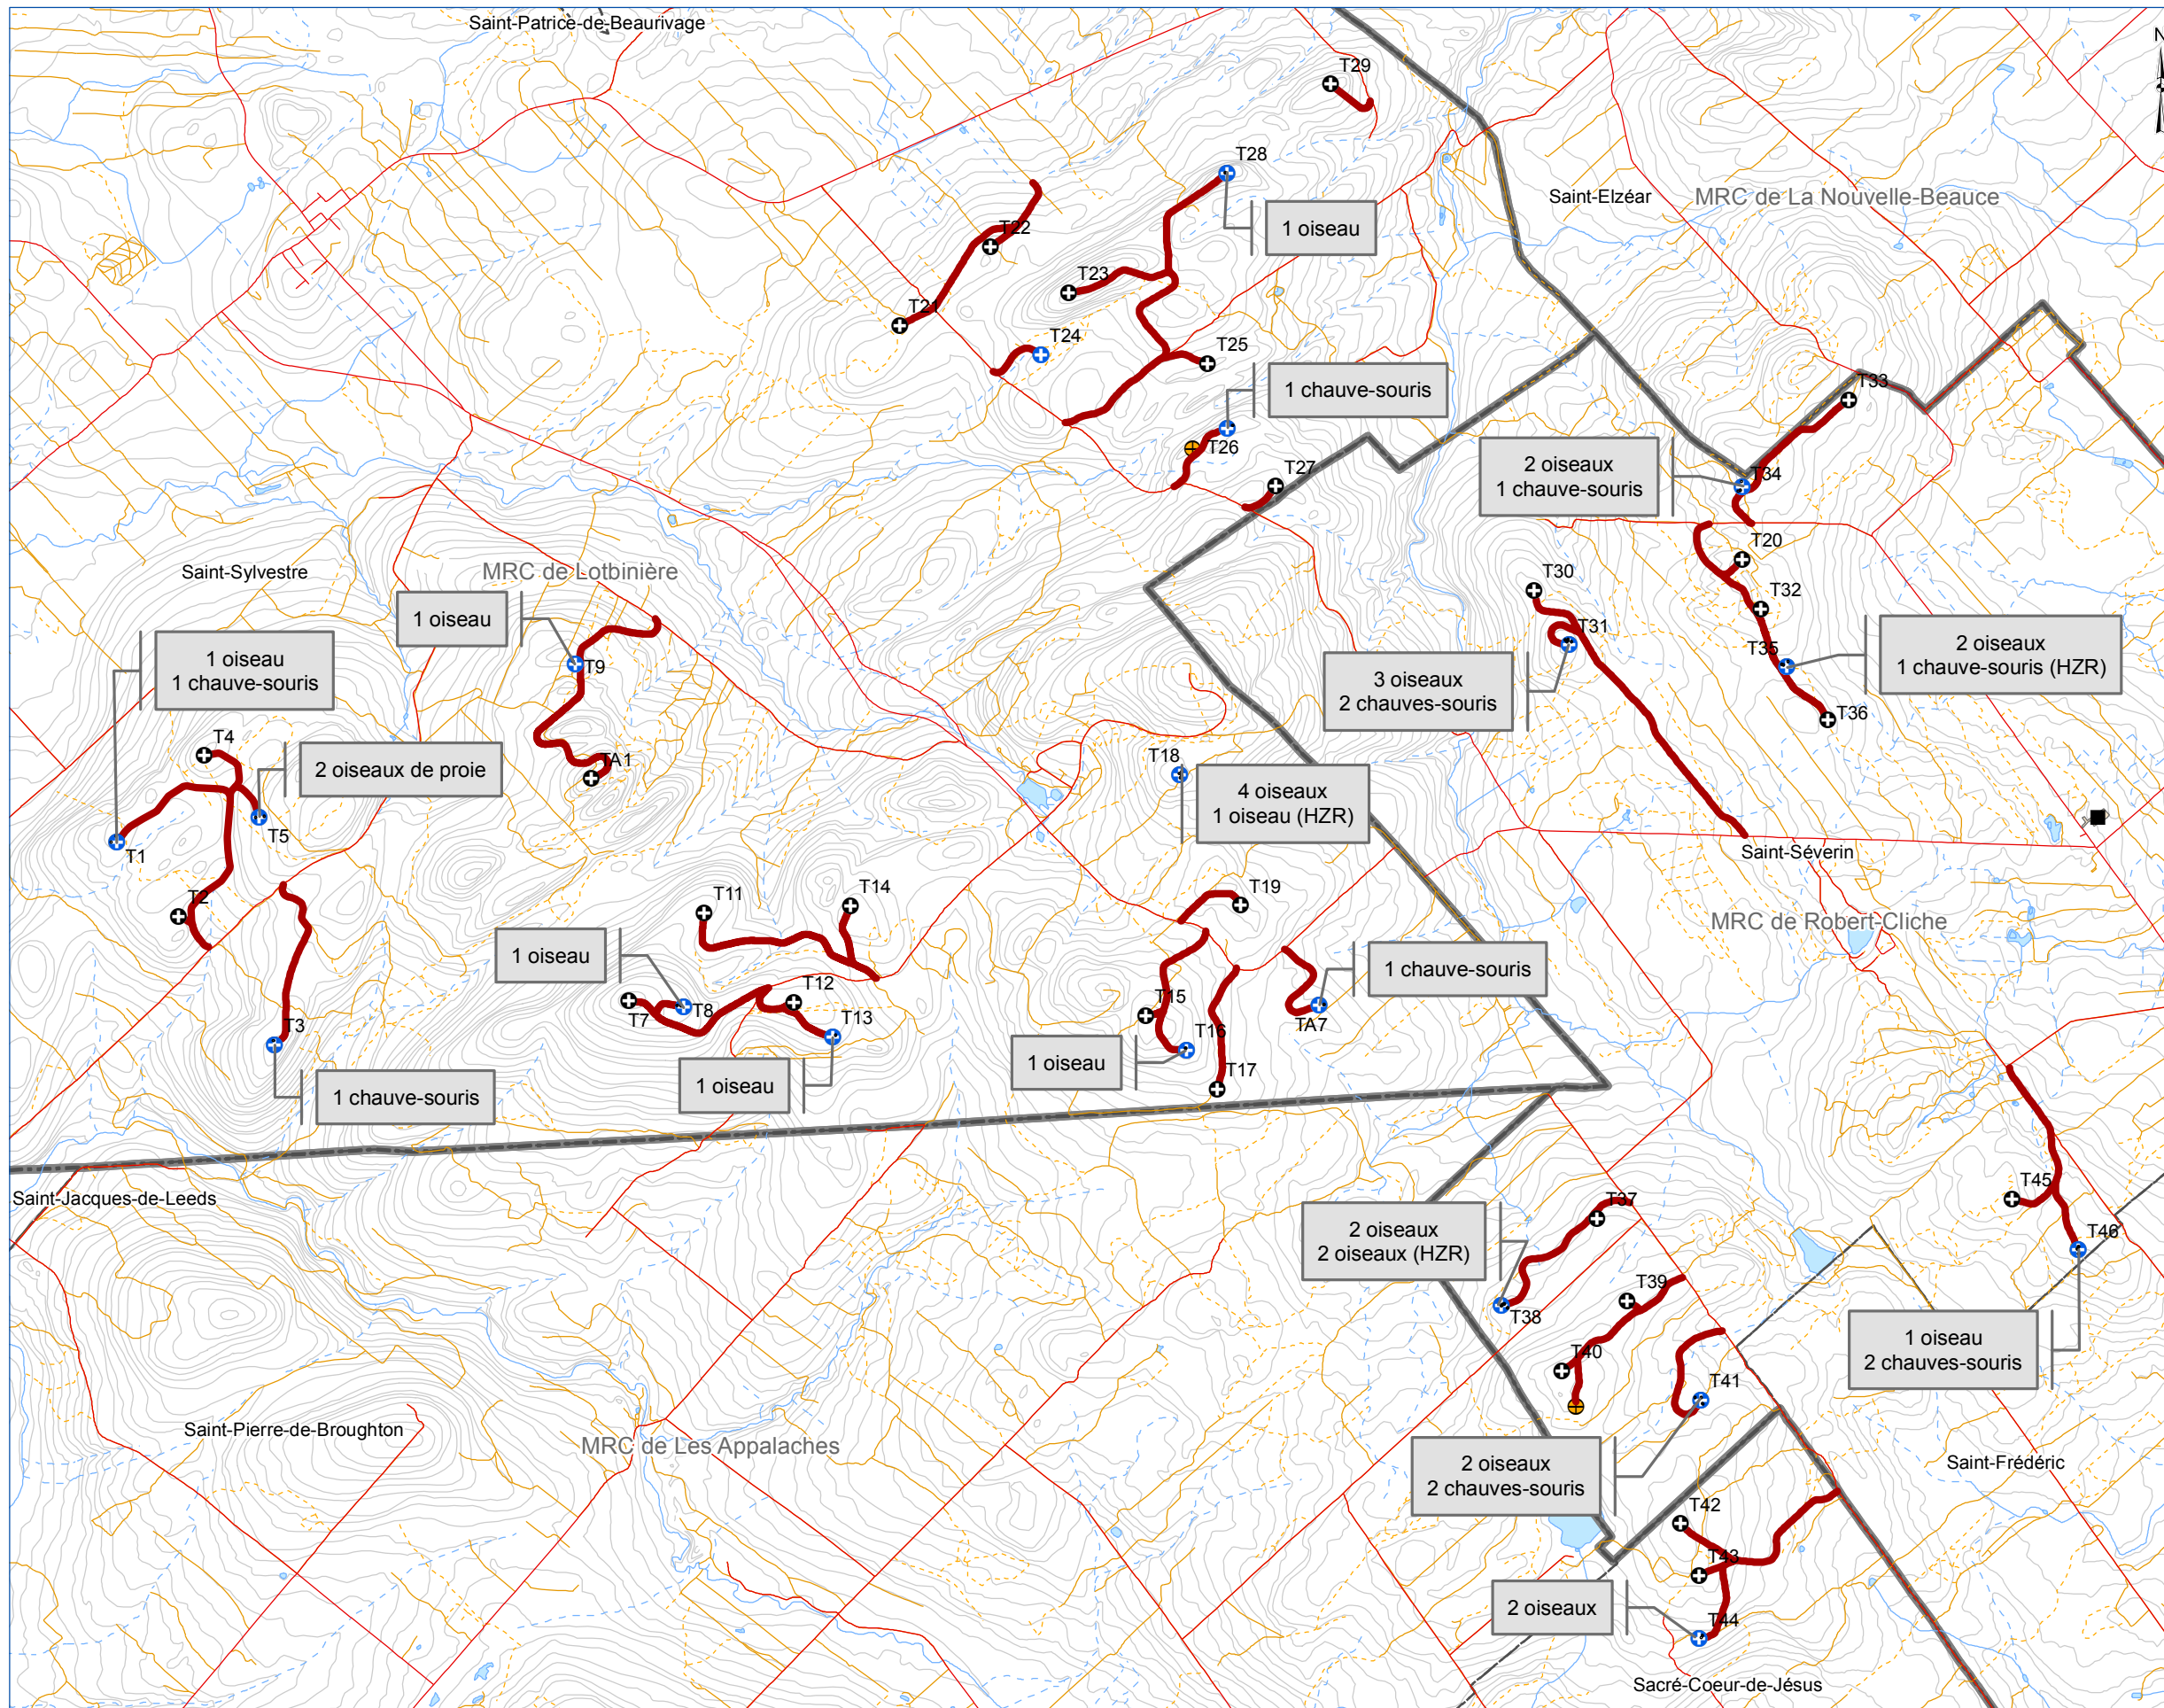 Saint-Patrice-de-Beaurivage
N
T29
T28
Saint-Elzéar
MRC de La Nouvelle-Beauce
1 oiseau
T22
T23
T21
T24
T25
1 chauve-souris
T33
T26
T27
2 oiseaux
1 chauve-souris
T34
T20
Saint-Sylvestre
MRC de Lotbinière
T30
T32
1 oiseau
T31
T35
2 oiseaux
1 chauve-souris (HZR)
1 oiseau
1 chauve-souris
T9
3 oiseaux
2 chauves-souris
T36
T4
TA1
T18
2 oiseaux de proie
4 oiseaux
1 oiseau (HZR)
T5
T1
Saint-Séverin
T2
T11
T14
T19
MRC de Robert-Cliche
1 oiseau
1 chauve-souris
T12
T15
T7
T8
T13
T16
TA7
T3
1 oiseau
1 oiseau
T17
1 chauve-souris
Saint-Jacques-de-Leeds
T45
T37
2 oiseaux
2 oiseaux (HZR)
T46
T39
T38
1 oiseau
2 chauves-souris
T40
T41
Saint-Pierre-de-Broughton
MRC de Les Appalaches
2 oiseaux
2 chauves-souris
Saint-Frédéric
T42
T43
2 oiseaux
T44
Sacré-Coeur-de-Jésus